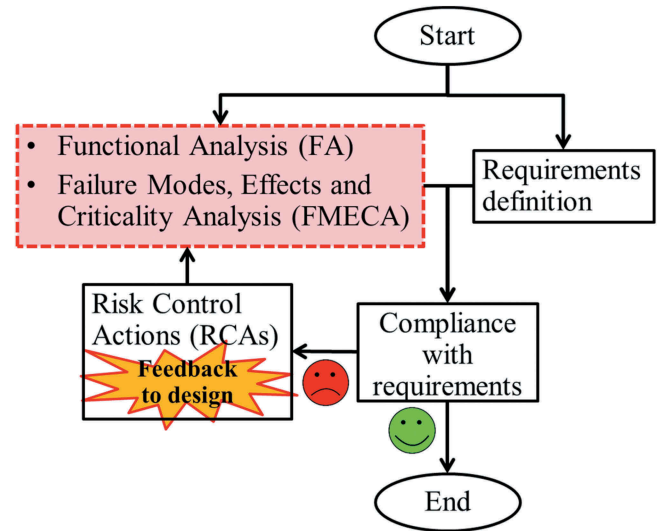 Start
• Functional Analysis (FA)
• Failure Modes, Effects and
Criticality Analysis (FMECA)
Requirements
definition
Risk Control
Actions (RCAs)
Feedback
to design
Compliance
with
requirements
End